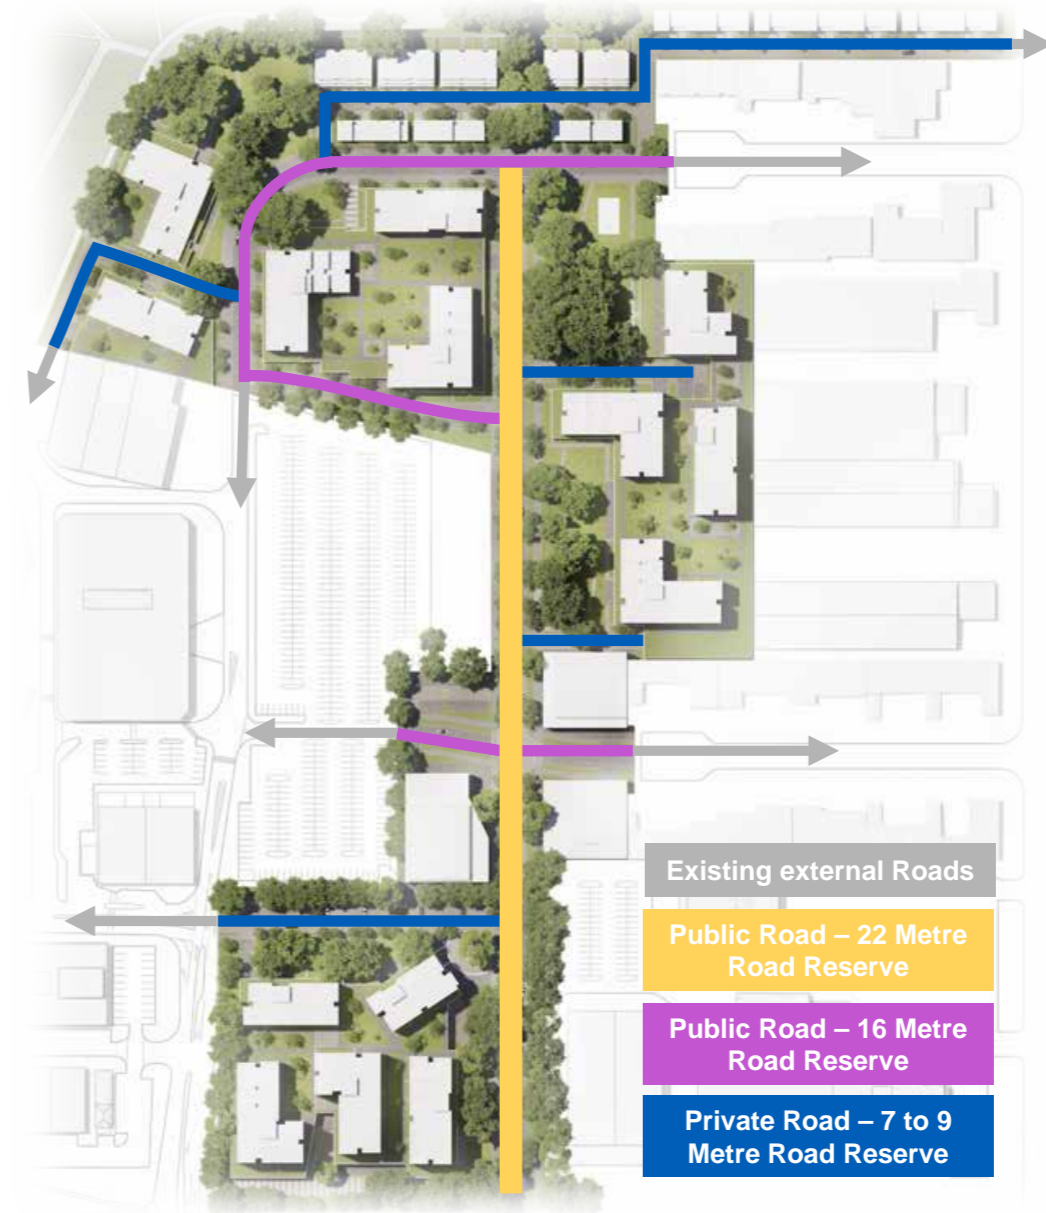 Existing external Roads
Public Road – 22 Metre
Road Reserve
Public Road – 16 Metre
Road Reserve
Private Road – 7 to 9
Metre Road Reserve